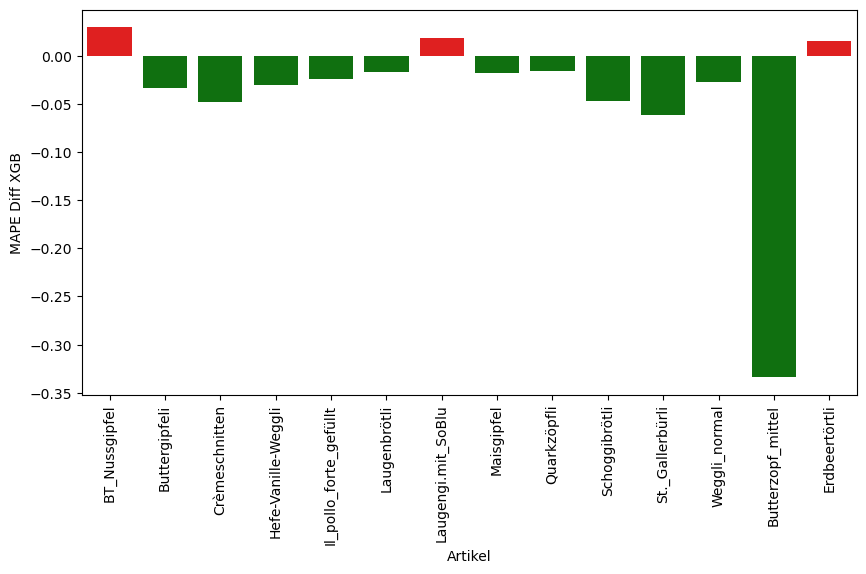 0.00
−0.05
−0.10
−0.15
−0.20
−0.25
−0.30
−0.35
MAPE Diff XGB
BT_Nussgipfel
Buttergipfeli
Crèmeschnitten
Hefe-Vanille-Weggli
Il_pollo_forte_gefüllt
Laugenbrötli
Laugengi.mit_SoBlu
Maisgipfel
Quarkzöpfli
Schoggibrötli
St._Gallerbürli
Weggli_normal
Butterzopf_mittel
Erdbeertörtli
Artikel